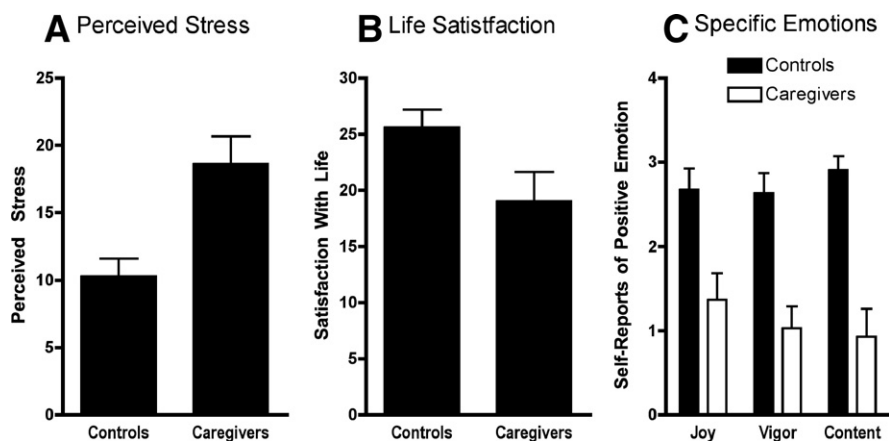 A Perceived Stress
Perceived Stress
25
20
15
10
5
0
Controls
Caregivers
B Life Satistfaction
Satisfaction With Life
30
25
20
15
10
5
0
Controls
Caregivers
C Specific Emotions
Controls
Caregivers
Self-Reports of Positive Emotion
4
3
2
1
0
Joy
Vigor
Content